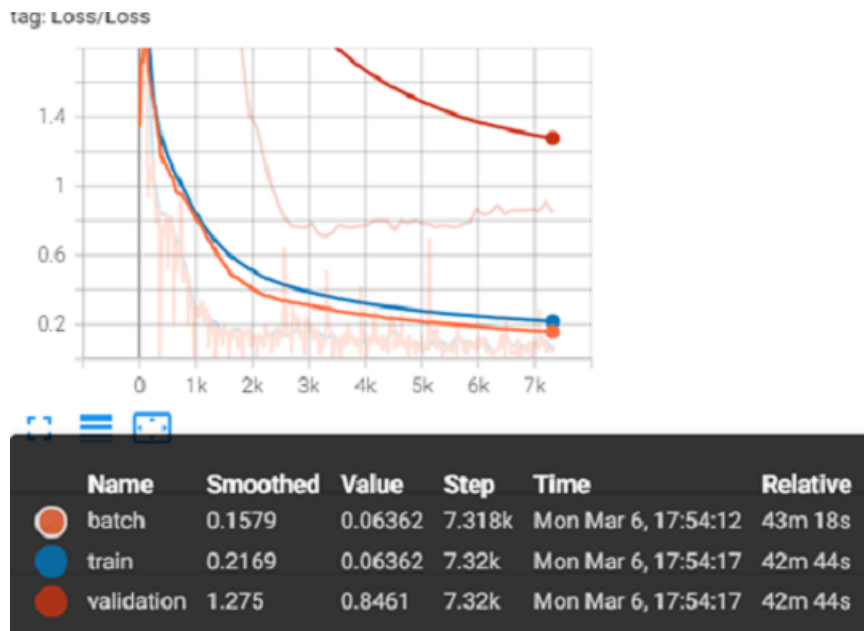 tag: Loss/Loss
1.4
1
0.6
0.2
0 1k 2k 3k 4k 5k 6k 7k
Name Smoothed Value Step Time Relative
batch 0.1579 0.06362 7.318k Mon Mar 6, 17:54:12 43m 18s
train 0.2169 0.06362 7.32k Mon Mar 6, 17:54:17 42m 44s
validation 1.275 0.8461 7.32k Mon Mar 6, 17:54:17 42m 44s